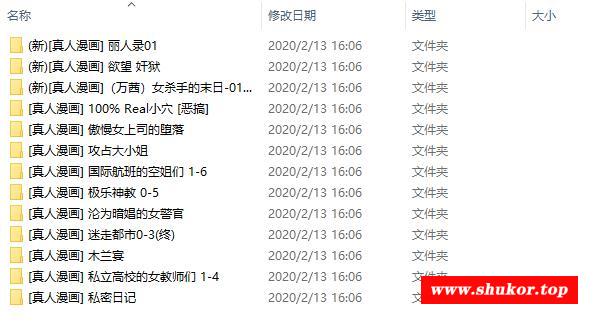 名称 修改日期 类型 大小
(新)[真人漫画] 丽人录01 2020/2/13 16:06 文件夹
(新)[真人漫画] 欲望 奸狱 2020/2/13 16:06 文件夹
(新)[真人漫画]（万茜）女杀手的末日-01... 2020/2/13 16:06 文件夹
[真人漫画] 100% Real小穴 [恶搞] 2020/2/13 16:06 文件夹
[真人漫画] 傲慢女上司的堕落 2020/2/13 16:06 文件夹
[真人漫画] 攻占大小姐 2020/2/13 16:06 文件夹
[真人漫画] 国际航班的空姐们 1-6 2020/2/13 16:06 文件夹
[真人漫画] 极乐神教 0-5 2020/2/13 16:06 文件夹
[真人漫画] 沦为暗娼的女警官 2020/2/13 16:06 文件夹
[真人漫画] 迷走都市0-3(终) 2020/2/13 16:06 文件夹
[真人漫画] 木兰宴 2020/2/13 16:06 文件夹
[真人漫画] 私立高校的女教师们 1-4 2020/2/13 16:06 文件夹
[真人漫画] 私密日记 2020/2/13 16:06
www.shukor.top